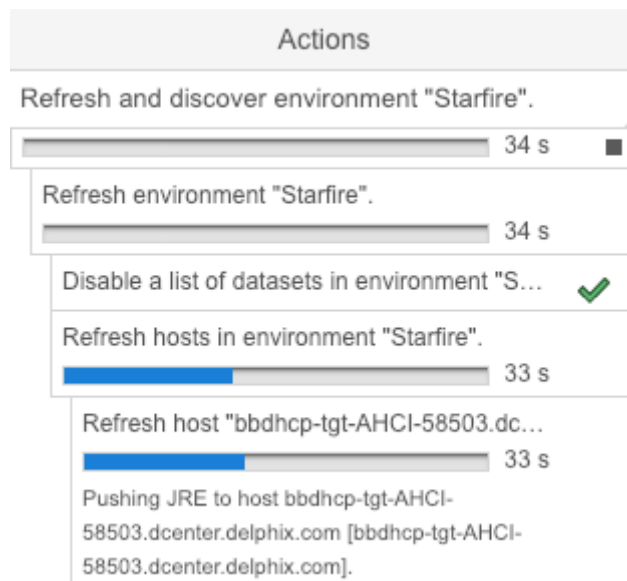 Actions
Refresh and discover environment "Starfire".
34 s
Refresh environment "Starfire".
34 s
Disable a list of datasets in environment "S...
Refresh hosts in environment "Starfire".
33 s
Refresh host "bbdhcp-tgt-AHCI-58503.dc...
33 s
Pushing JRE to host bbdhcp-tgt-AHCI-
58503.dcenter.delphix.com [bbdhcp-tgt-AHCI-
58503.dcenter.delphix.com].